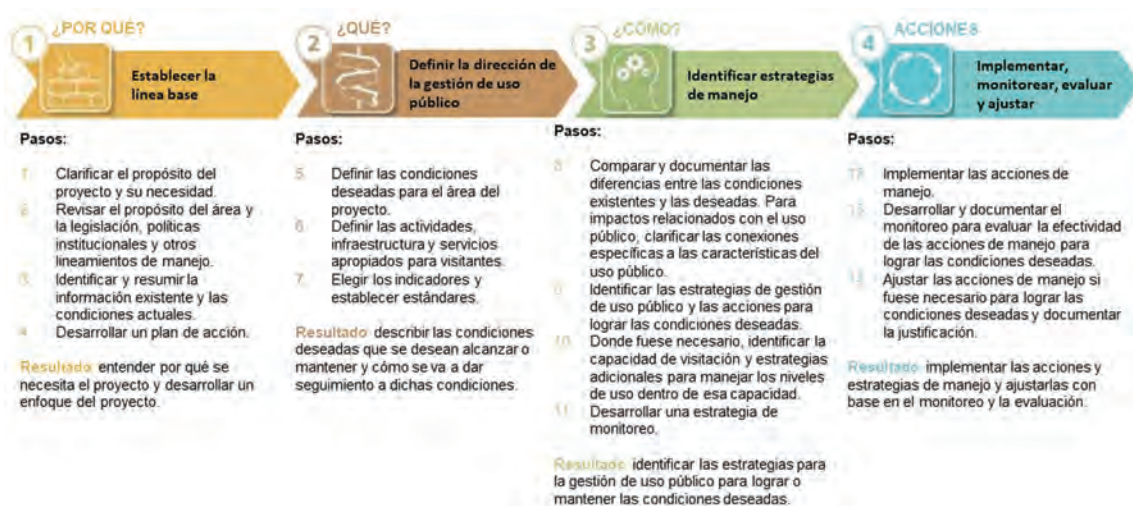 1
¿POR QUÉ?
Establecer la
línea base
Pasos:
1. Clarificar el propósito del
proyecto y su necesidad.
2. Revisar el propósito del área y
la legislación, políticas
institucionales y otros
lineamientos de manejo.
3. Identificar y resumir la
información existente y las
condiciones actuales.
4. Desarrollar un plan de acción.
Resultado: entender por qué se
necesita el proyecto y desarrollar un
enfoque del proyecto.
2
¿QUÉ?
Definir la dirección de
la gestión de uso
público
Pasos:
5. Definir las condiciones
deseadas para el área del
proyecto.
6. Definir las actividades,
infraestructura y servicios
apropiados para visitantes.
7. Elegir los indicadores y
establecer estándares.
Resultado: describir las condiciones
deseadas que se desean alcanzar o
mantener y cómo se va a dar
seguimiento a dichas condiciones.
3
¿CÓMO?
Identificar estrategias
de manejo
Pasos:
8. Comparar y documentar las
diferencias entre las condiciones
existentes y las deseadas. Para
impactos relacionados con el uso
público, clarificar las conexiones
específicas a las características del
uso público.
9. Identificar las estrategias de gestión
de uso público y las acciones para
lograr las condiciones deseadas.
10. Donde fuese necesario, identificar la
capacidad de visitación y estrategias
adicionales para manejar los niveles
de uso dentro de esa capacidad.
11. Desarrollar una estrategia de
monitoreo.
Resultado: identificar las estrategias para
la gestión de uso público para lograr o
mantener las condiciones deseadas.
4
ACCIONES
Implementar,
monitorear, evaluar
y ajustar
Pasos:
12. Implementar las acciones de
manejo.
13. Desarrollar y documentar el
monitoreo para evaluar la efectividad
de las acciones de manejo para
lograr las condiciones deseadas.
14. Ajustar las acciones de manejo si
fuese necesario para lograr las
condiciones deseadas y documentar
la justificación.
Resultado: implementar las acciones y
estrategias de manejo y ajustarlas con
base en el monitoreo y la evaluación.